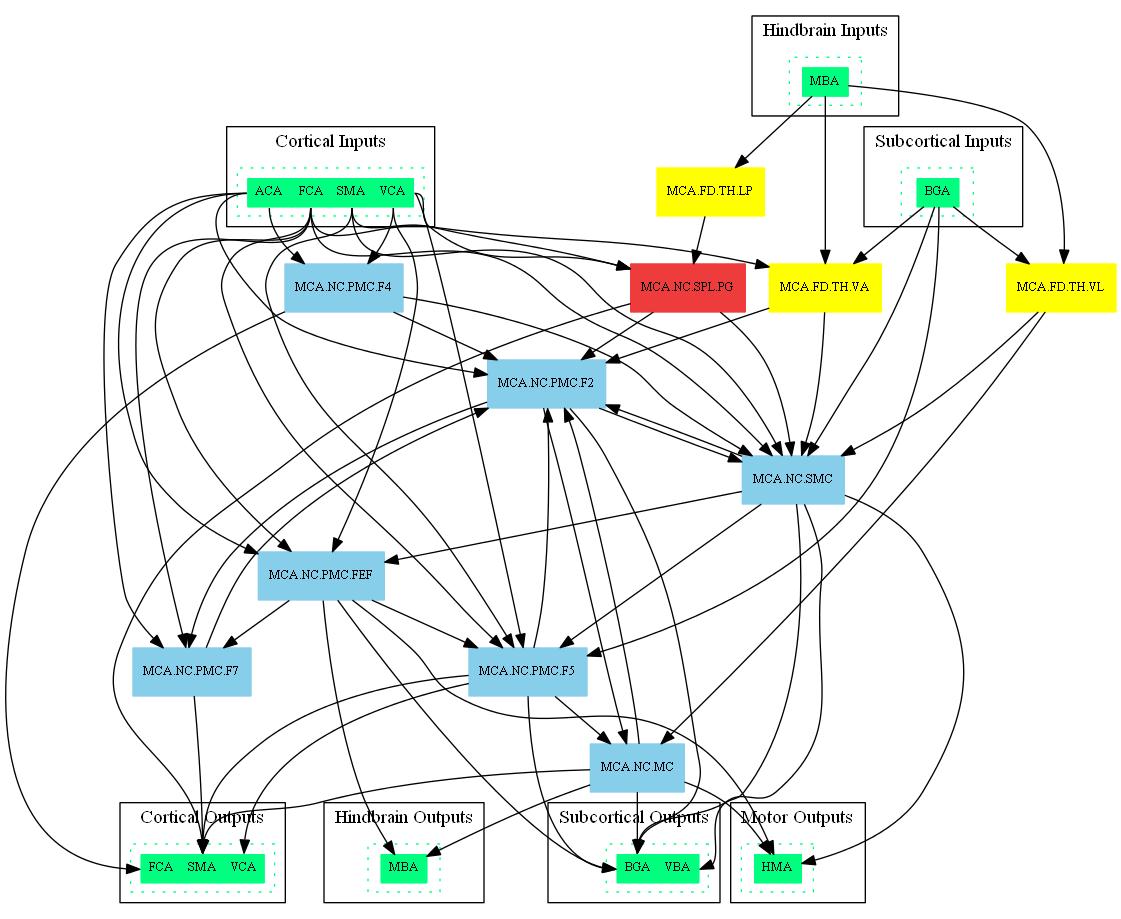 Hindbrain Inputs
MBA
Cortical Inputs
Subcortical Inputs
ACA FCA SMA VCA
MCA.FD.TH.LP
BGA
MCA.NC.PMC.F4
MCA.NC.SPL.PG
MCA.FD.TH.VA
MCA.FD.TH.VL
MCA.NC.PMC.F2
MCA.NC.SMC
MCA.NC.PMC.FEF
MCA.NC.PMC.F7
MCA.NC.PMC.F5
MCA.NC.MC
Cortical Outputs
Hindbrain Outputs
Subcortical Outputs
Motor Outputs
FCA SMA VCA
MBA
BGA VBA
HMA